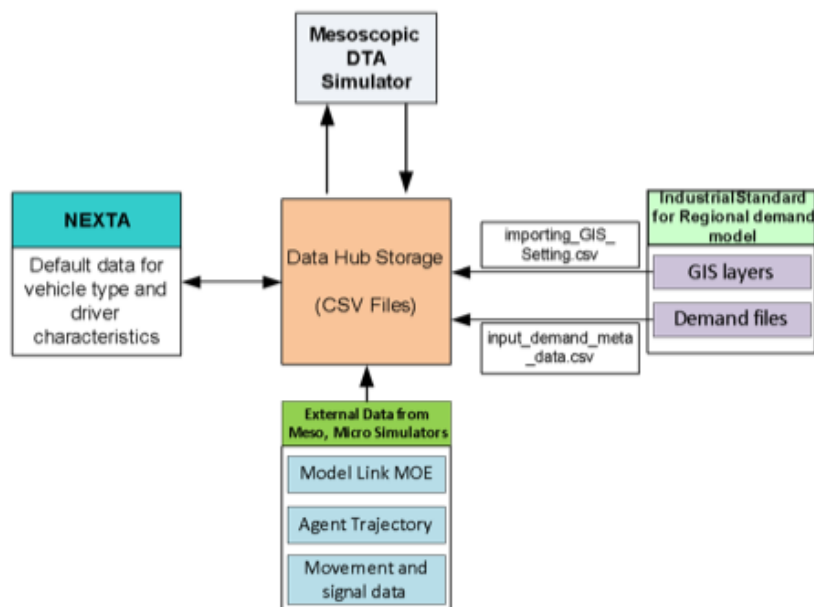 Mesoscopic
DTA
Simulator
NEXTA
Default data for
vehicle type and
driver
characteristics
Data Hub Storage
(CSV Files)
importing_GIS_
Setting.csv
input_demand_meta
_data.csv
Industrial Standard
for Regional demand
model
GIS layers
Demand files
External Data from
Meso, Micro Simulators
Model Link MOE
Agent Trajectory
Movement and
signal data